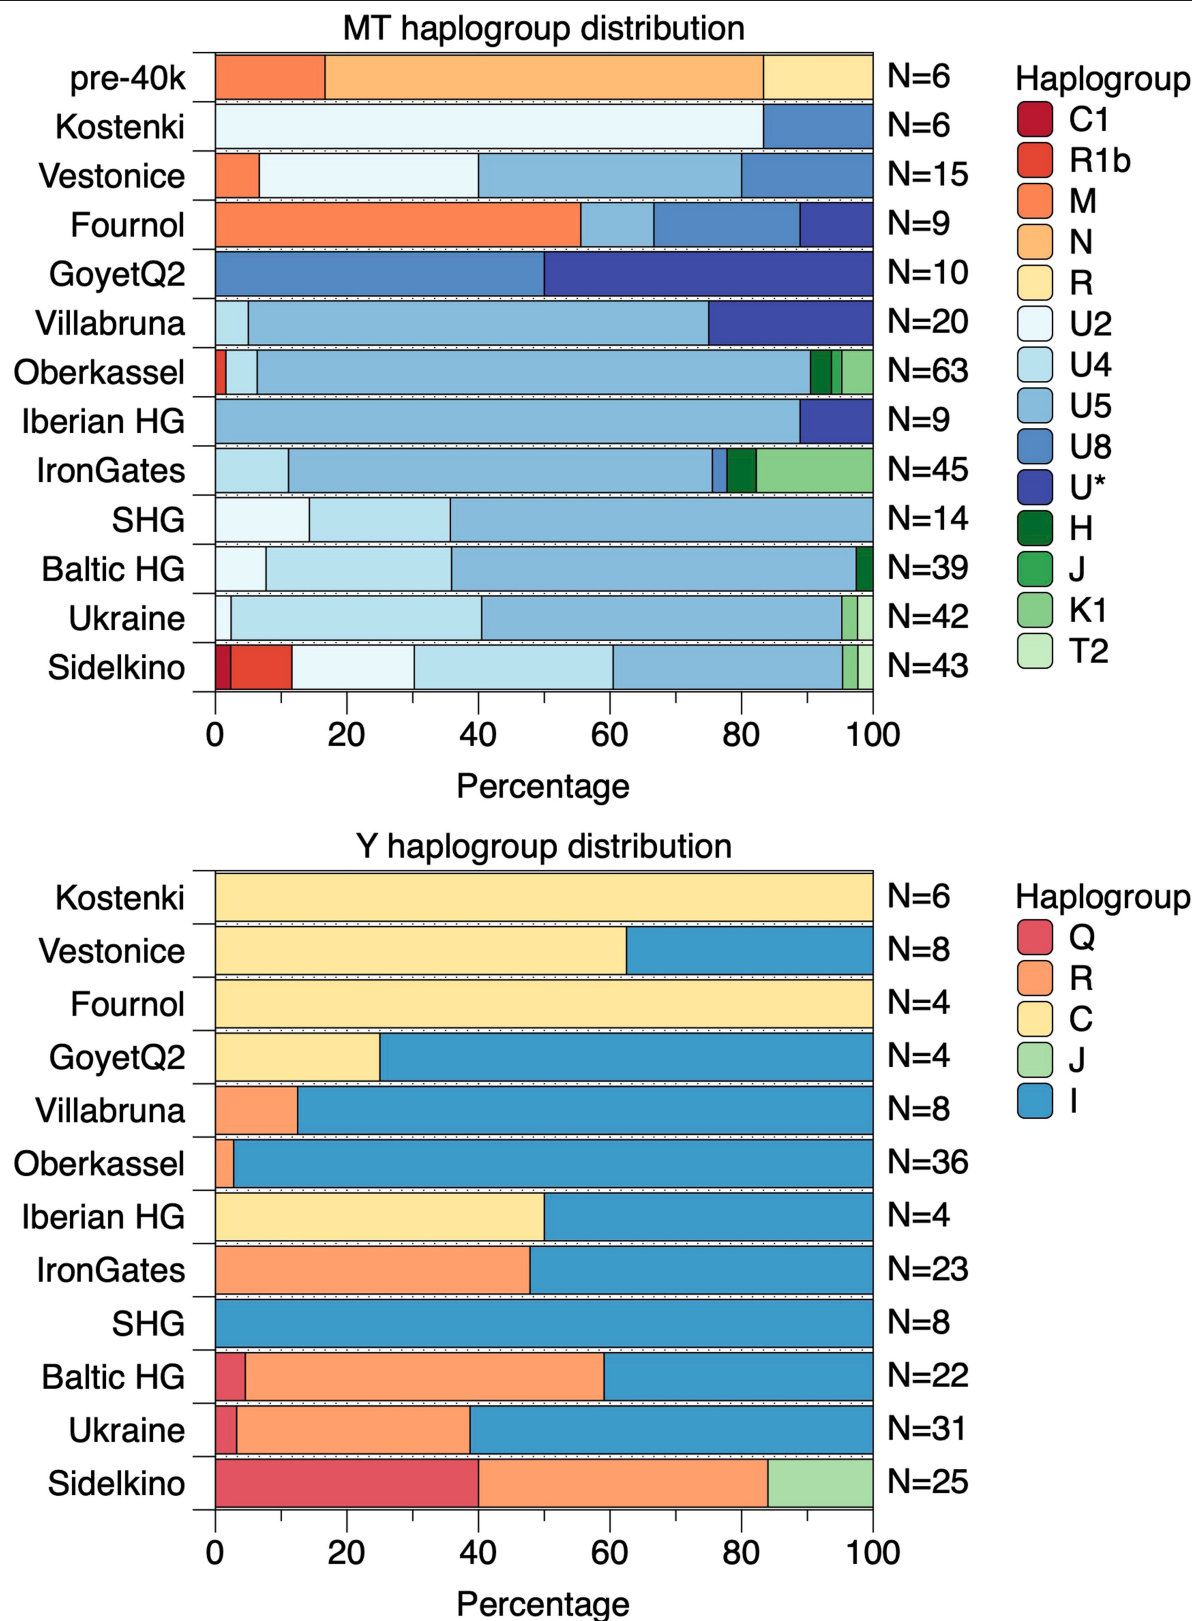 MT haplogroup distribution
pre-40k N=6
Kostenki N=6
Vestonice N=15
Fournol N=9
GoyetQ2 N=10
Villabruna N=20
Oberkassel N=63
Iberian HG N=9
IronGates N=45
SHG N=14
Baltic HG N=39
Ukraine N=42
Sidelkino N=43
0 20 40 60 80 100
Percentage
Haplogroup
C1
R1b
M
N
R
U2
U4
U5
U8
U*
H
J
K1
T2
Y haplogroup distribution
Kostenki N=6
Vestonice N=8
Fournol N=4
GoyetQ2 N=4
Villabruna N=8
Oberkassel N=36
Iberian HG N=4
IronGates N=23
SHG N=8
Baltic HG N=22
Ukraine N=31
Sidelkino N=25
0 20 40 60 80 100
Percentage
Haplogroup
Q
R
C
J
I